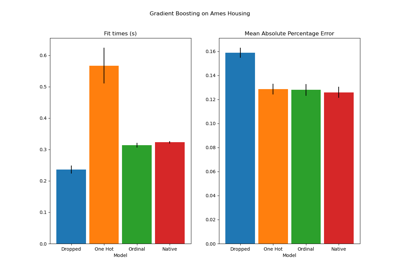 Gradient Boosting on Ames Housing
Fit times (s)
0.6
0.5
0.4
0.3
0.2
0.1
0.0
Dropped One Hot Ordinal Native
Model
Mean Absolute Percentage Error
0.16
0.14
0.12
0.10
0.08
0.06
0.04
0.02
0.00
Dropped One Hot Ordinal Native
Model